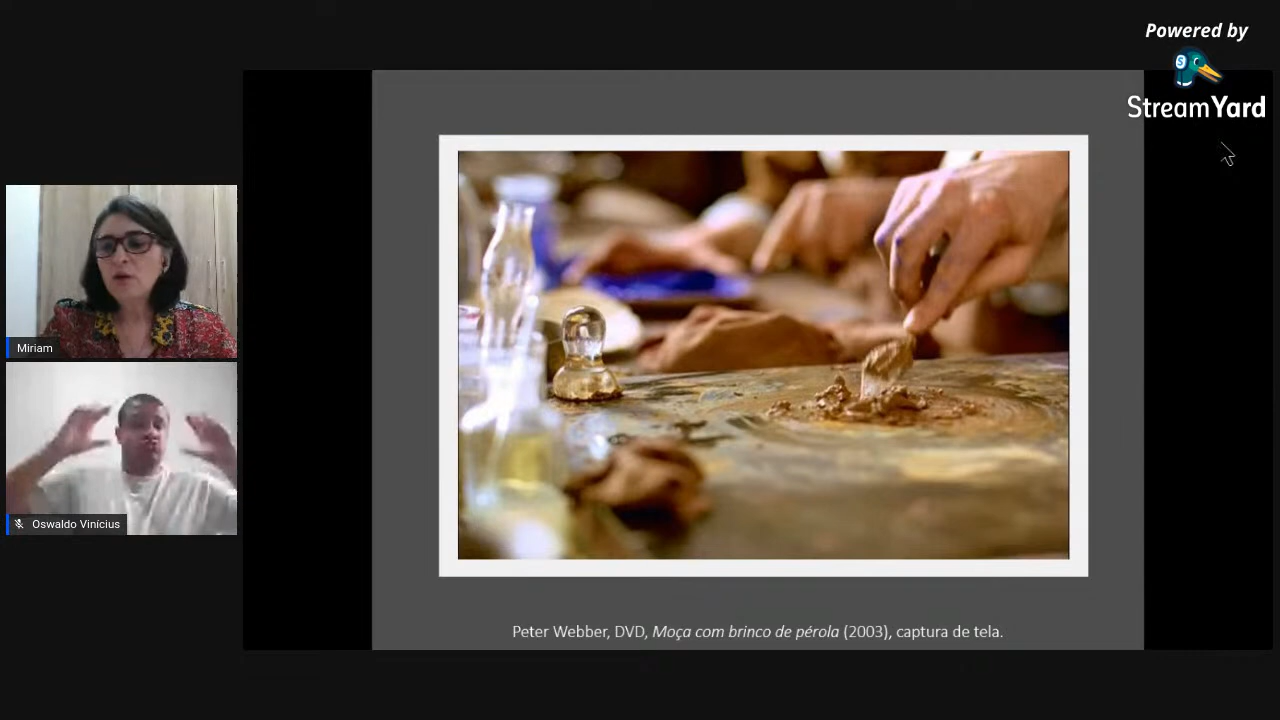 Powered by
StreamYard
Miriam
Oswaldo Vinícius
Peter Webber, DVD, Moça com brinco de pérola (2003), captura de tela.